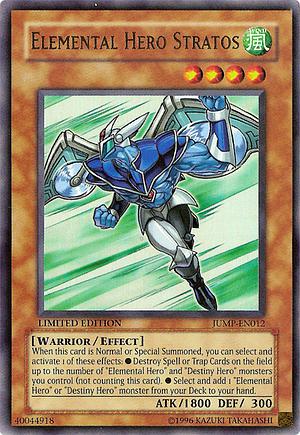 ELEMENTAL HERO STRATOS
風
LIMITED EDITION JUMP-EN012
[WARRIOR / EFFECT]
When this card is Normal or Special Summoned, you can select and
activate 1 of these effects: ● Destroy Spell or Trap Cards on the field
up to the number of "Elemental Hero" and "Destiny Hero" monsters
you control (not counting this card). ● Select and add 1 "Elemental
Hero" or "Destiny Hero" monster from your Deck to your hand.
ATK/1800 DEF/ 300
40044918 ©1996 KAZUKI TAKAHASHI